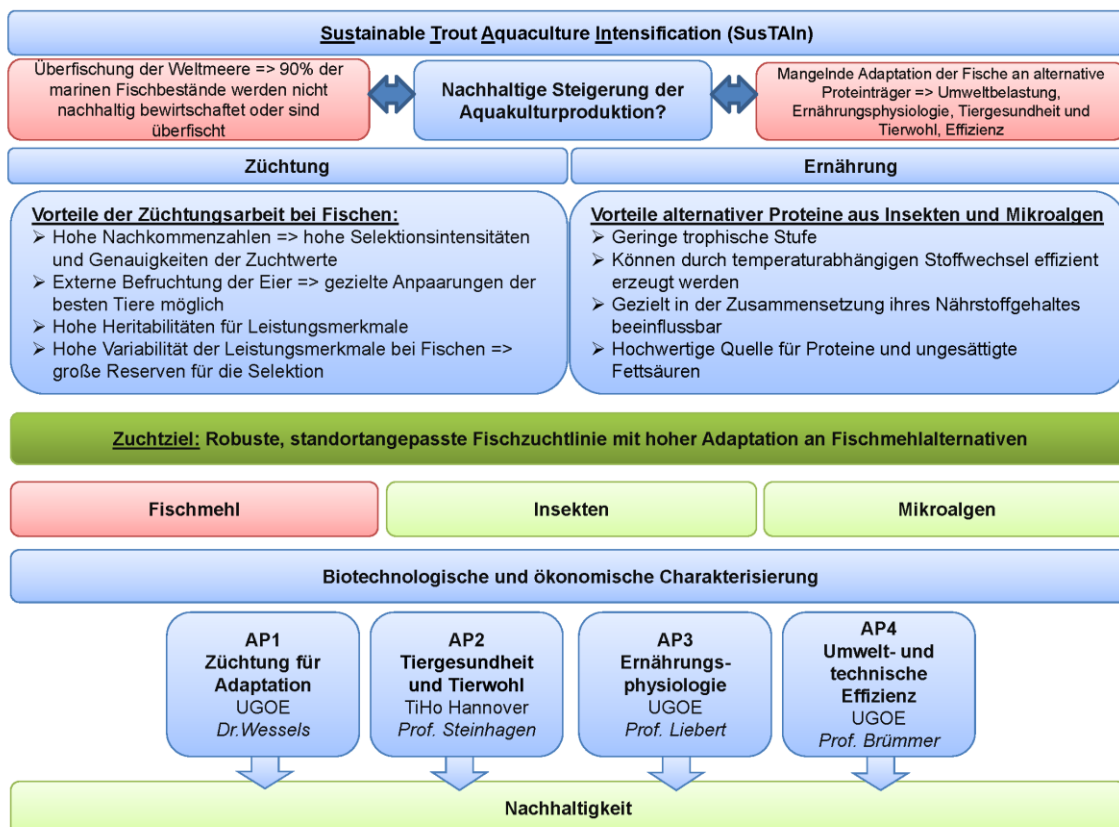 Sustainable Trout Aquaculture Intensification (SusTAIn)
Überfischung der Weltmeere => 90% der
marinen Fischbestände werden nicht
nachhaltig bewirtschaftet oder sind
überfischt
Nachhaltige Steigerung der
Aquakulturproduktion?
Mangelnde Adaptation der Fische an alternative
Proteinträger => Umweltbelastung,
Ernährungsphysiologie, Tiergesundheit und
Tierwohl, Effizienz
Züchtung
Ernährung
Vorteile der Züchtungsarbeit bei Fischen:
➢ Hohe Nachkommenzahlen => hohe Selektionsintensitäten
und Genauigkeiten der Zuchtwerte
➢ Externe Befruchtung der Eier => gezielte Anpaarungen der
besten Tiere möglich
➢ Hohe Heritabilitäten für Leistungsmerkmale
➢ Hohe Variabilität der Leistungsmerkmale bei Fischen =>
große Reserven für die Selektion
Vorteile alternativer Proteine aus Insekten und Mikroalgen
➢ Geringe trophische Stufe
➢ Können durch temperaturabhängigen Stoffwechsel effizient
erzeugt werden
➢ Gezielt in der Zusammensetzung ihres Nährstoffgehaltes
beeinflussbar
➢ Hochwertige Quelle für Proteine und ungesättigte
Fettsäuren
Zuchtziel: Robuste, standortangepasste Fischzuchtlinie mit hoher Adaptation an Fischmehlalternativen
Fischmehl
Insekten
Mikroalgen
Biotechnologische und ökonomische Charakterisierung
AP1
Züchtung für
Adaptation
UGOE
Dr.Wessels
AP2
Tiergesundheit
und Tierwohl
TiHo Hannover
Prof. Steinhagen
AP3
Ernährungs-
physiologie
UGOE
Prof. Liebert
AP4
Umwelt- und
technische
Effizienz
UGOE
Prof. Brümmer
Nachhaltigkeit